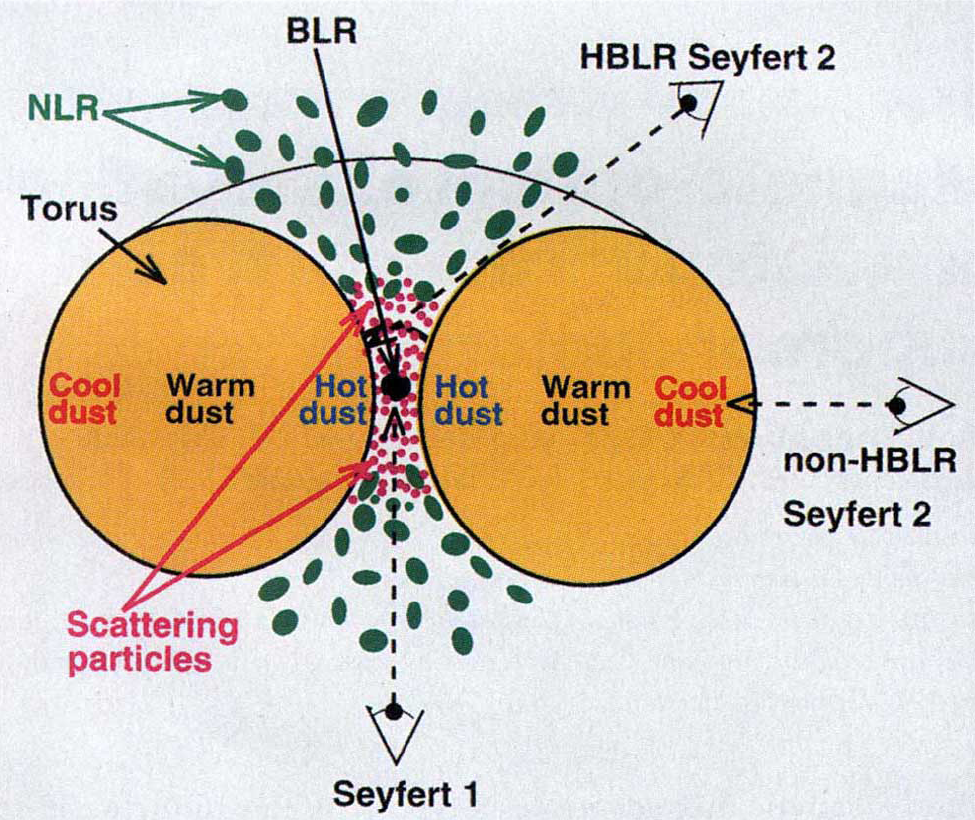 BLR
HBLR Seyfert 2
NLR
Torus
Cool
dust
Warm
dust
Hot
dust
Hot
dust
Warm
dust
Cool
dust
non-HBLR
Seyfert 2
Scattering
particles
Seyfert 1